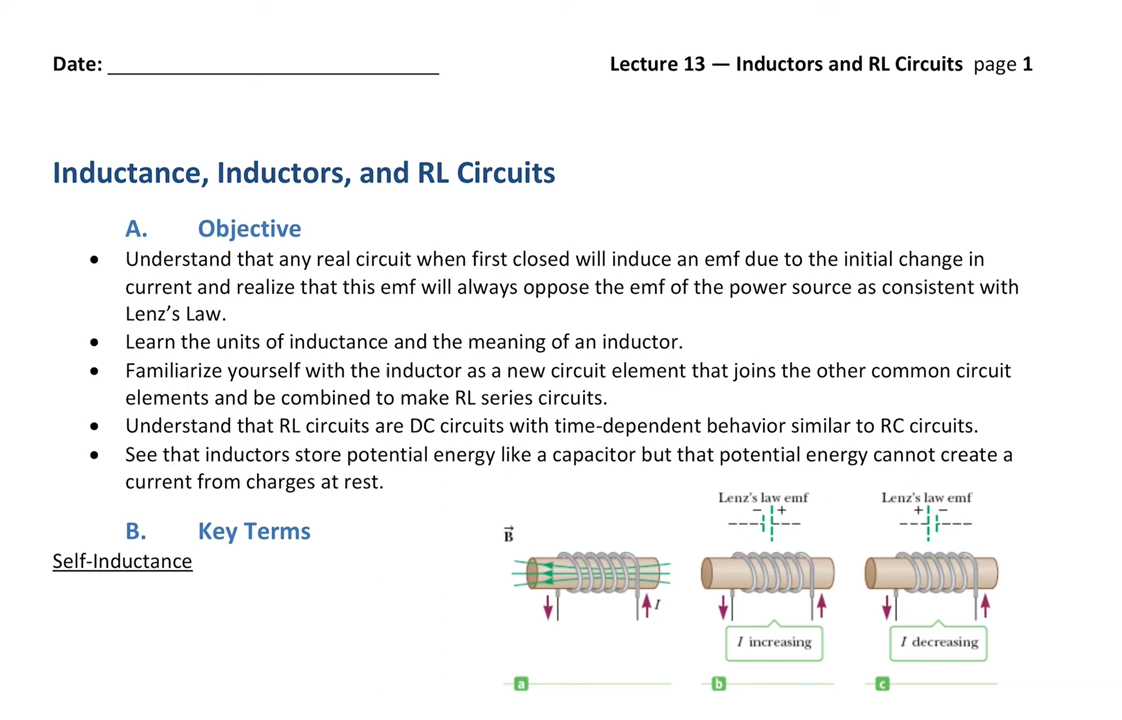 Date: ______________________________ Lecture 13 — Inductors and RL Circuits page 1
Inductance, Inductors, and RL Circuits
A. Objective
• Understand that any real circuit when first closed will induce an emf due to the initial change in
current and realize that this emf will always oppose the emf of the power source as consistent with
Lenz's Law.
• Learn the units of inductance and the meaning of an inductor.
• Familiarize yourself with the inductor as a new circuit element that joins the other common circuit
elements and be combined to make RL series circuits.
• Understand that RL circuits are DC circuits with time-dependent behavior similar to RC circuits.
• See that inductors store potential energy like a capacitor but that potential energy cannot create a
current from charges at rest.
B. Key Terms
Self-Inductance
B⃗
I
a
Lenz's law emf
− +
I increasing
b
Lenz's law emf
+ −
I decreasing
c